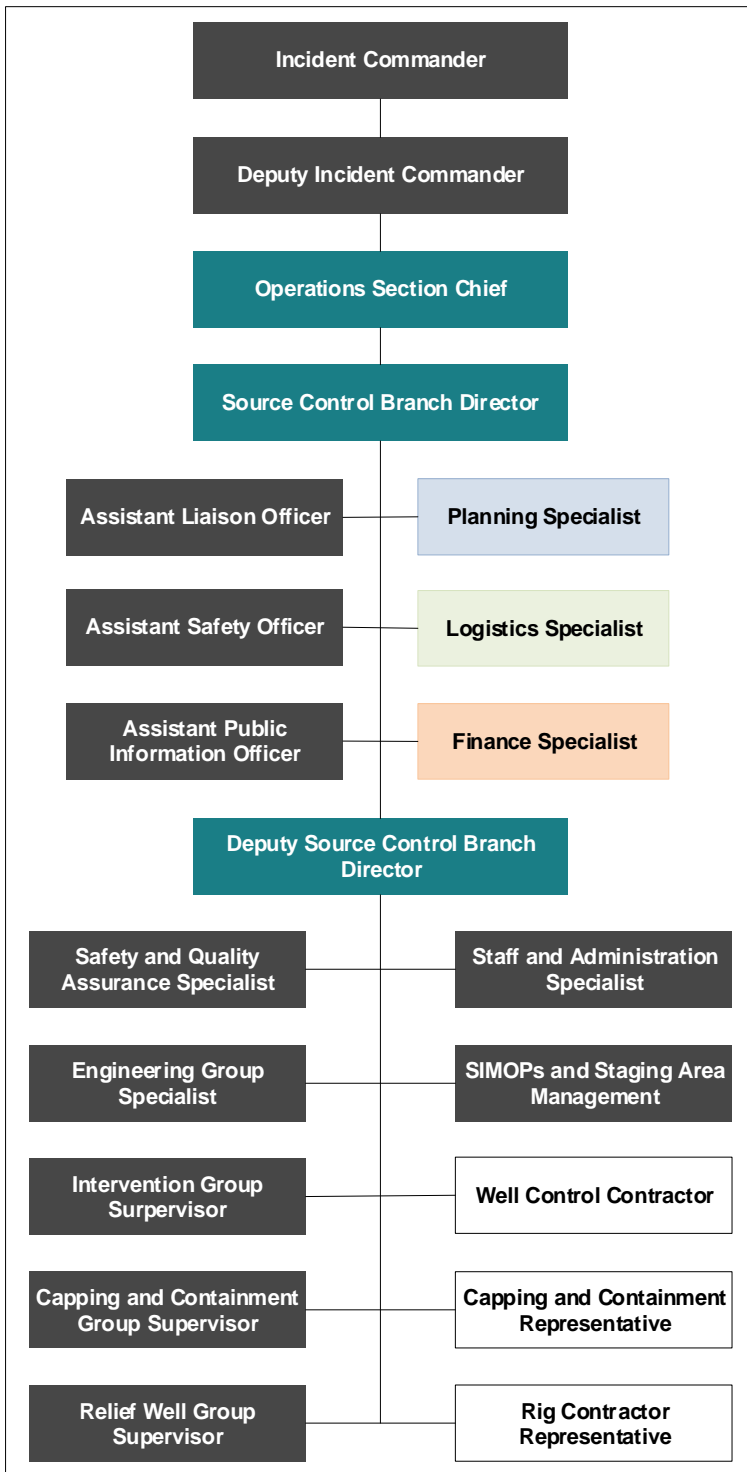 Incident Commander
Deputy Incident Commander
Operations Section Chief
Source Control Branch Director
Assistant Liaison Officer
Planning Specialist
Assistant Safety Officer
Logistics Specialist
Assistant Public
Information Officer
Finance Specialist
Deputy Source Control Branch
Director
Safety and Quality
Assurance Specialist
Staff and Administration
Specialist
Engineering Group
Specialist
SIMOPs and Staging Area
Management
Intervention Group
Surpervisor
Well Control Contractor
Capping and Containment
Group Supervisor
Capping and Containment
Representative
Relief Well Group
Supervisor
Rig Contractor
Representative